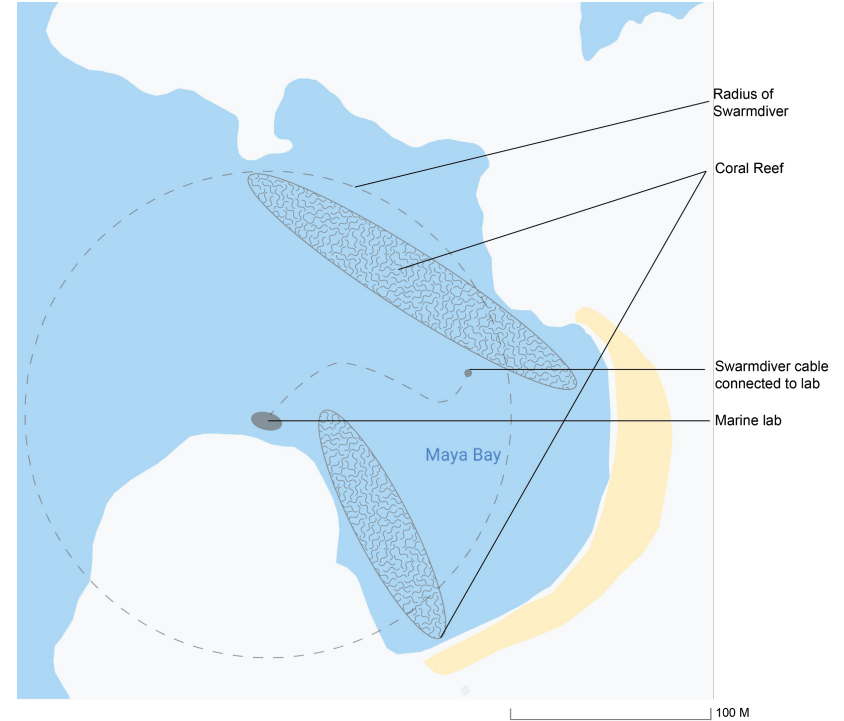 Radius of
Swarmdiver
Coral Reef
Swarmdiver cable
connected to lab
Marine lab
Maya Bay
100 M